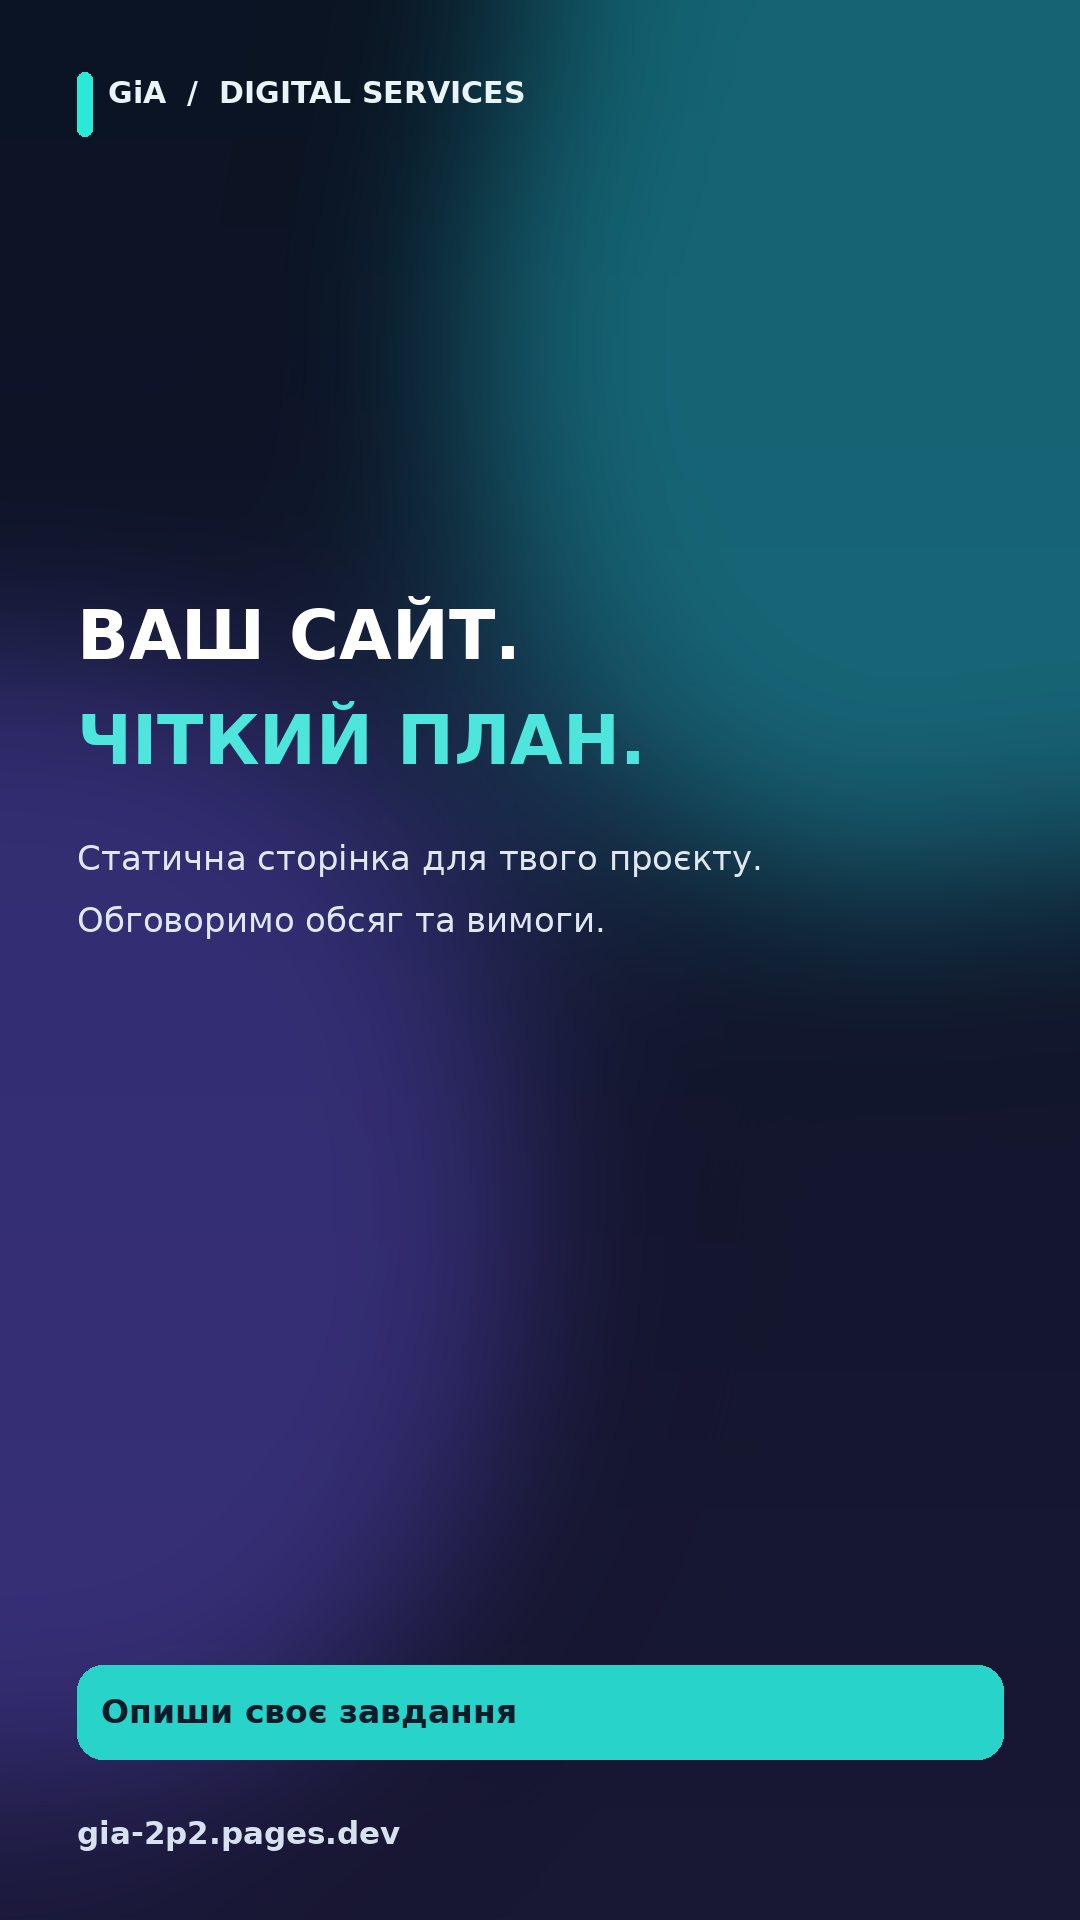 GiA / DIGITAL SERVICES
ВАШ САЙТ.
ЧІТКИЙ ПЛАН.
Статична сторінка для твого проєкту.
Обговоримо обсяг та вимоги.
Опиши своє завдання
gia-2p2.pages.dev